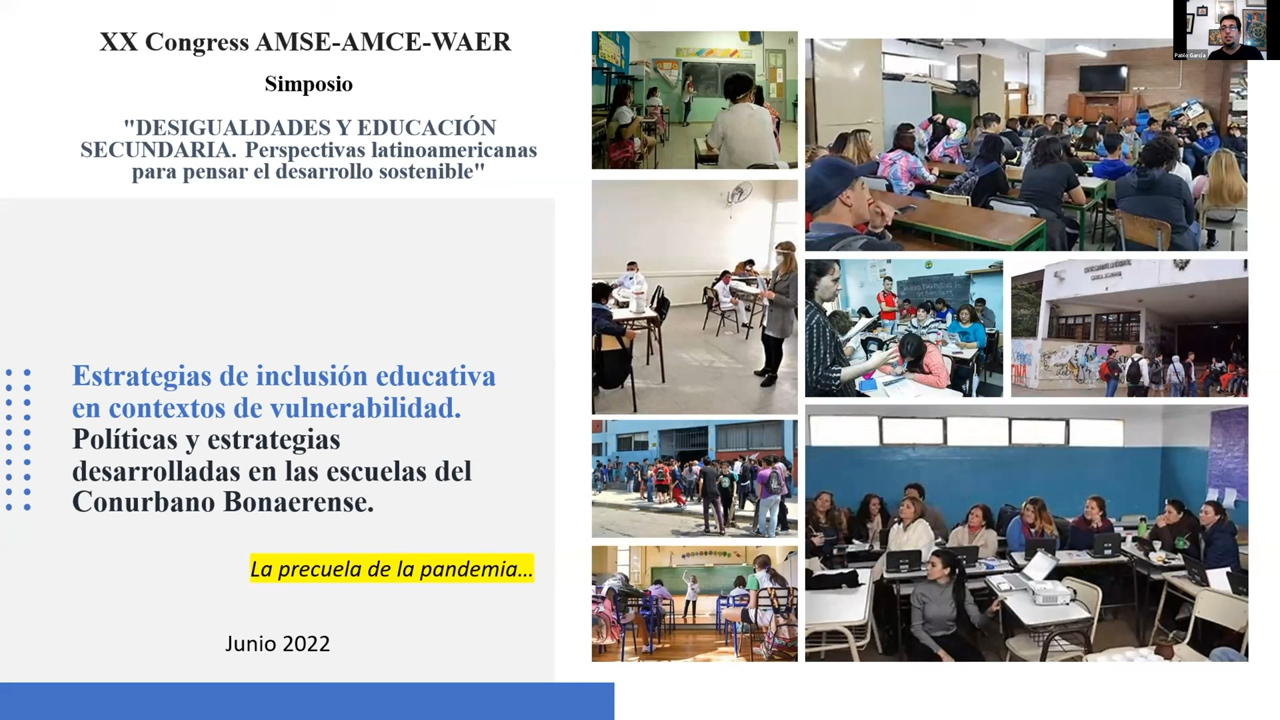 XX Congress AMSE-AMCE-WAER
Simposio
"DESIGUALDADES Y EDUCACIÓN
SECUNDARIA. Perspectivas latinoamericanas
para pensar el desarrollo sostenible"
Estrategias de inclusión educativa
en contextos de vulnerabilidad.
Políticas y estrategias
desarrolladas en las escuelas del
Conurbano Bonaerense.
La precuela de la pandemia...
Junio 2022
Pablo García